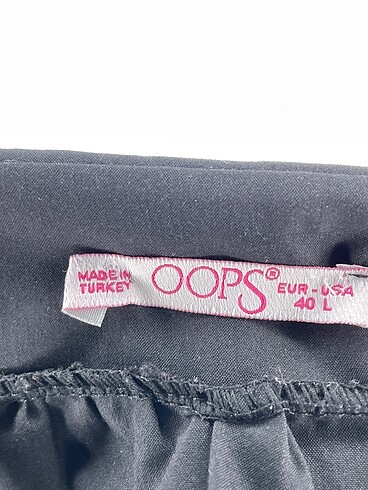 MADE IN
TURKEY
OOPS®
EUR - USA
40 L